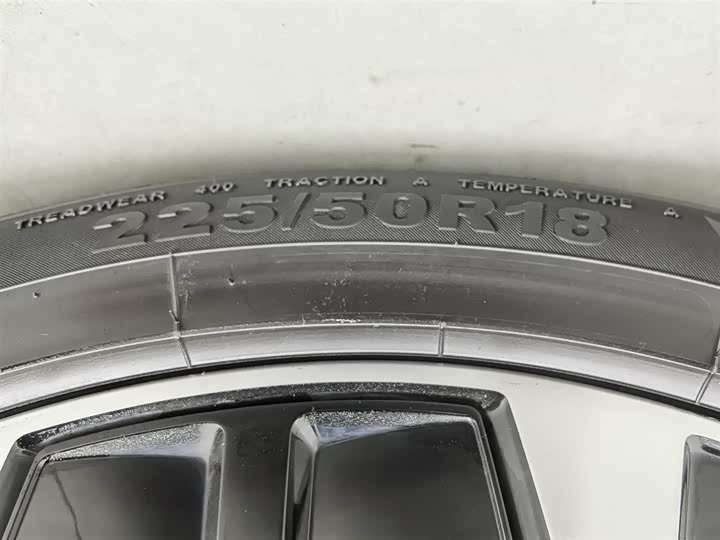 TREADWEAR 400 TRACTION A TEMPERATURE A
225/50R18